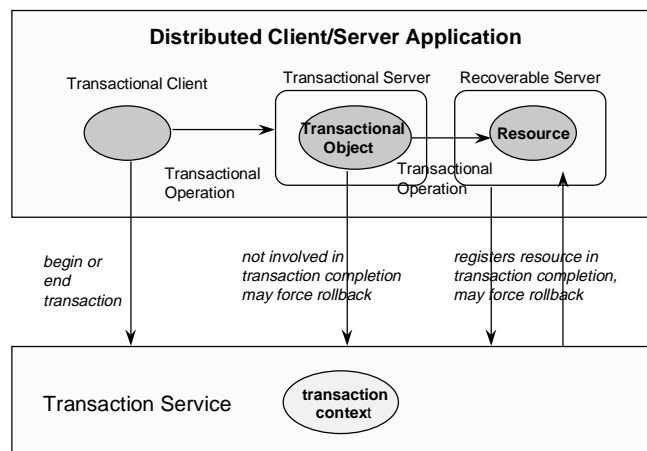 Distributed Client/Server Application
Transactional Client
Transactional Server
Recoverable Server
Transactional
Object
Resource
Transactional
Operation
Transactional
Operation
begin or
end
transaction
not involved in
transaction completion
may force rollback
registers resource in
transaction completion,
may force rollback
Transaction Service
transaction
context